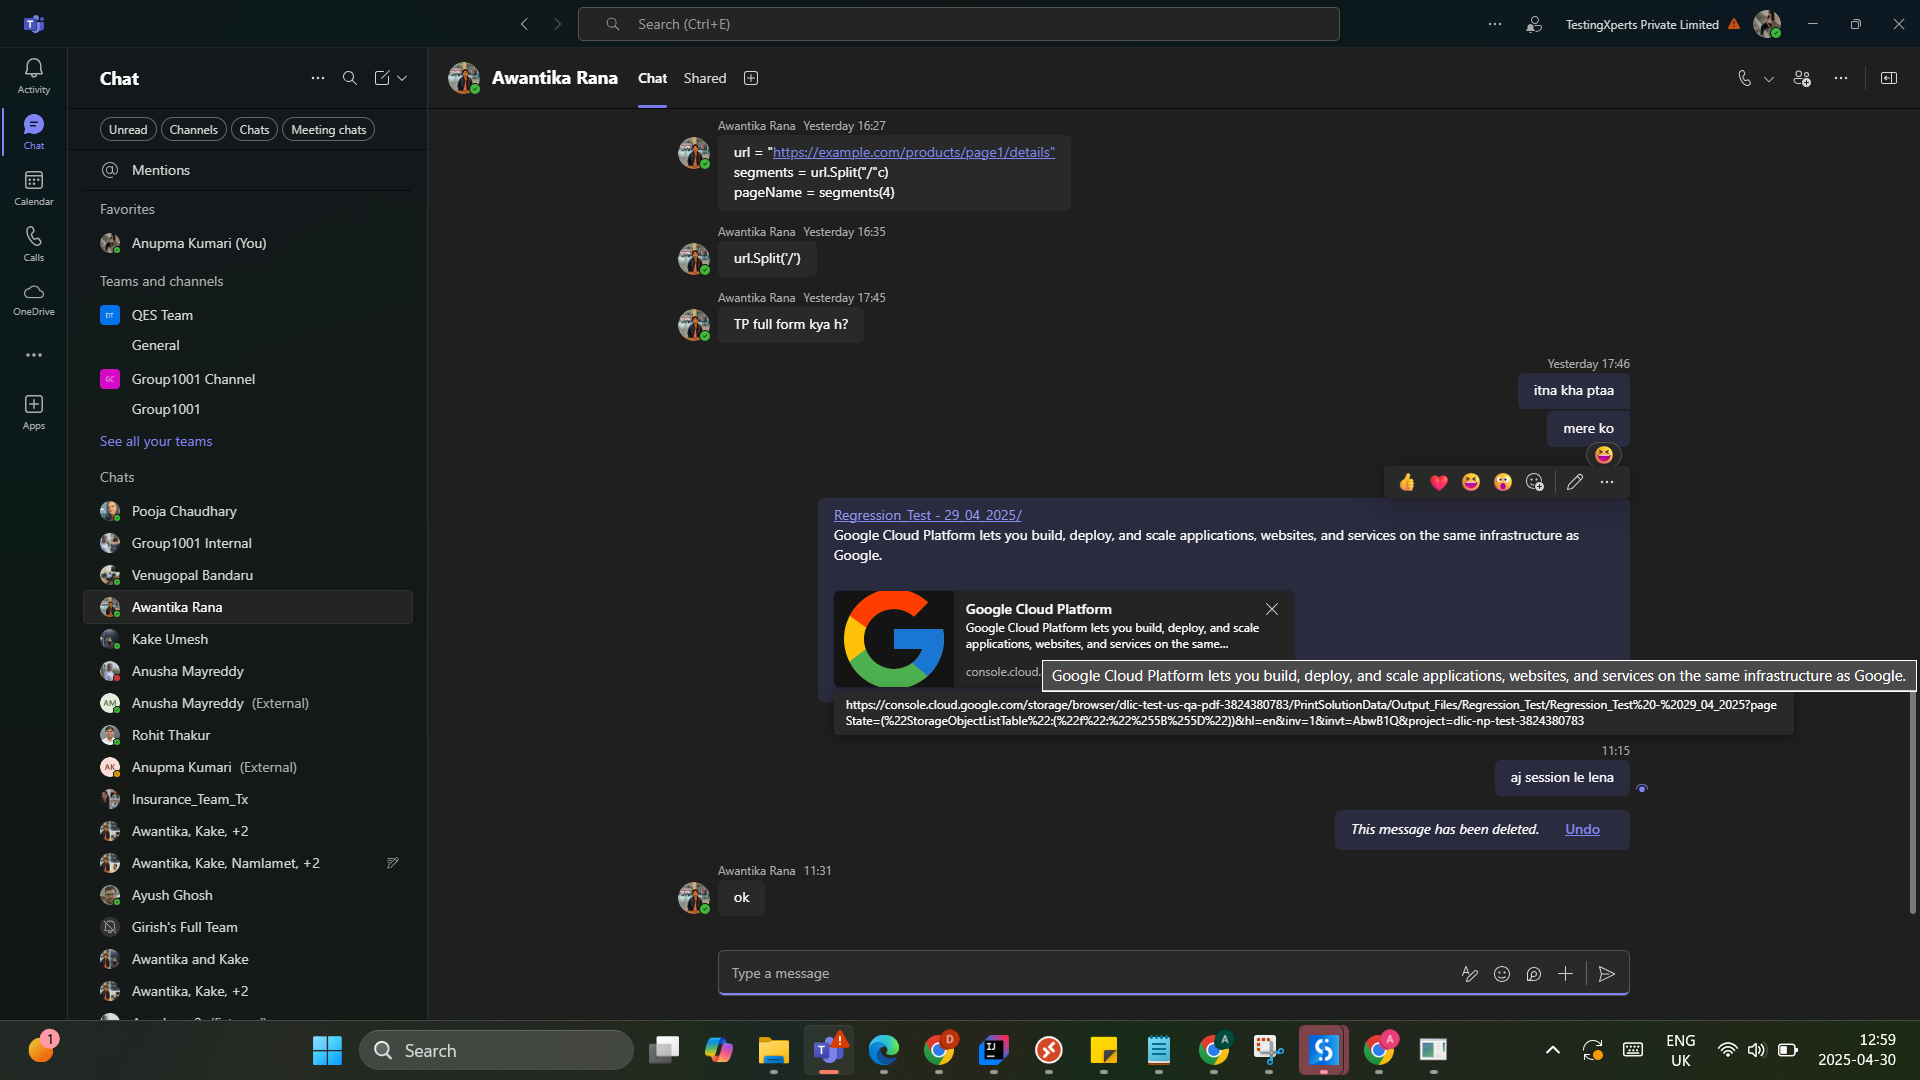 Search (Ctrl+E)
TestingXperts Private Limited
Activity
Chat
Calendar
Calls
OneDrive
Apps
Chat
Unread
Channels
Chats
Meeting chats
Mentions
Favorites
Anupma Kumari (You)
Teams and channels
DT
QES Team
General
GC
Group1001 Channel
Group1001
See all your teams
Chats
Pooja Chaudhary
Group1001 Internal
Venugopal Bandaru
Awantika Rana
Kake Umesh
Anusha Mayreddy
AM
Anusha Mayreddy (External)
Rohit Thakur
AK
Anupma Kumari (External)
Insurance_Team_Tx
Awantika, Kake, +2
Awantika, Kake, Namlamet, +2
Ayush Ghosh
Girish's Full Team
Awantika and Kake
Awantika, Kake, +2
Awantika Rana
Chat
Shared
Awantika Rana Yesterday 16:27
url = "https://example.com/products/page1/details"
segments = url.Split("/"c)
pageName = segments(4)
Awantika Rana Yesterday 16:35
url.Split('/')
Awantika Rana Yesterday 17:45
TP full form kya h?
Yesterday 17:46
itna kha ptaa
mere ko
Regression_Test - 29_04_2025/
Google Cloud Platform lets you build, deploy, and scale applications, websites, and services on the same infrastructure as
Google.
Google Cloud Platform
Google Cloud Platform lets you build, deploy, and scale
applications, websites, and services on the same...
console.cloud.
Google Cloud Platform lets you build, deploy, and scale applications, websites, and services on the same infrastructure as Google.
https://console.cloud.google.com/storage/browser/dlic-test-us-qa-pdf-3824380783/PrintSolutionData/Output_Files/Regression_Test/Regression_Test%20-%2029_04_2025?page
State=(%22StorageObjectListTable%22:(%22f%22:%22%255B%255D%22))&hl=en&inv=1&invt=AbwB1Q&project=dlic-np-test-3824380783
11:15
aj session le lena
This message has been deleted. Undo
Awantika Rana 11:31
ok
Type a message
1
Search
D
IJ
A
A
ENG
UK
12:59
2025-04-30